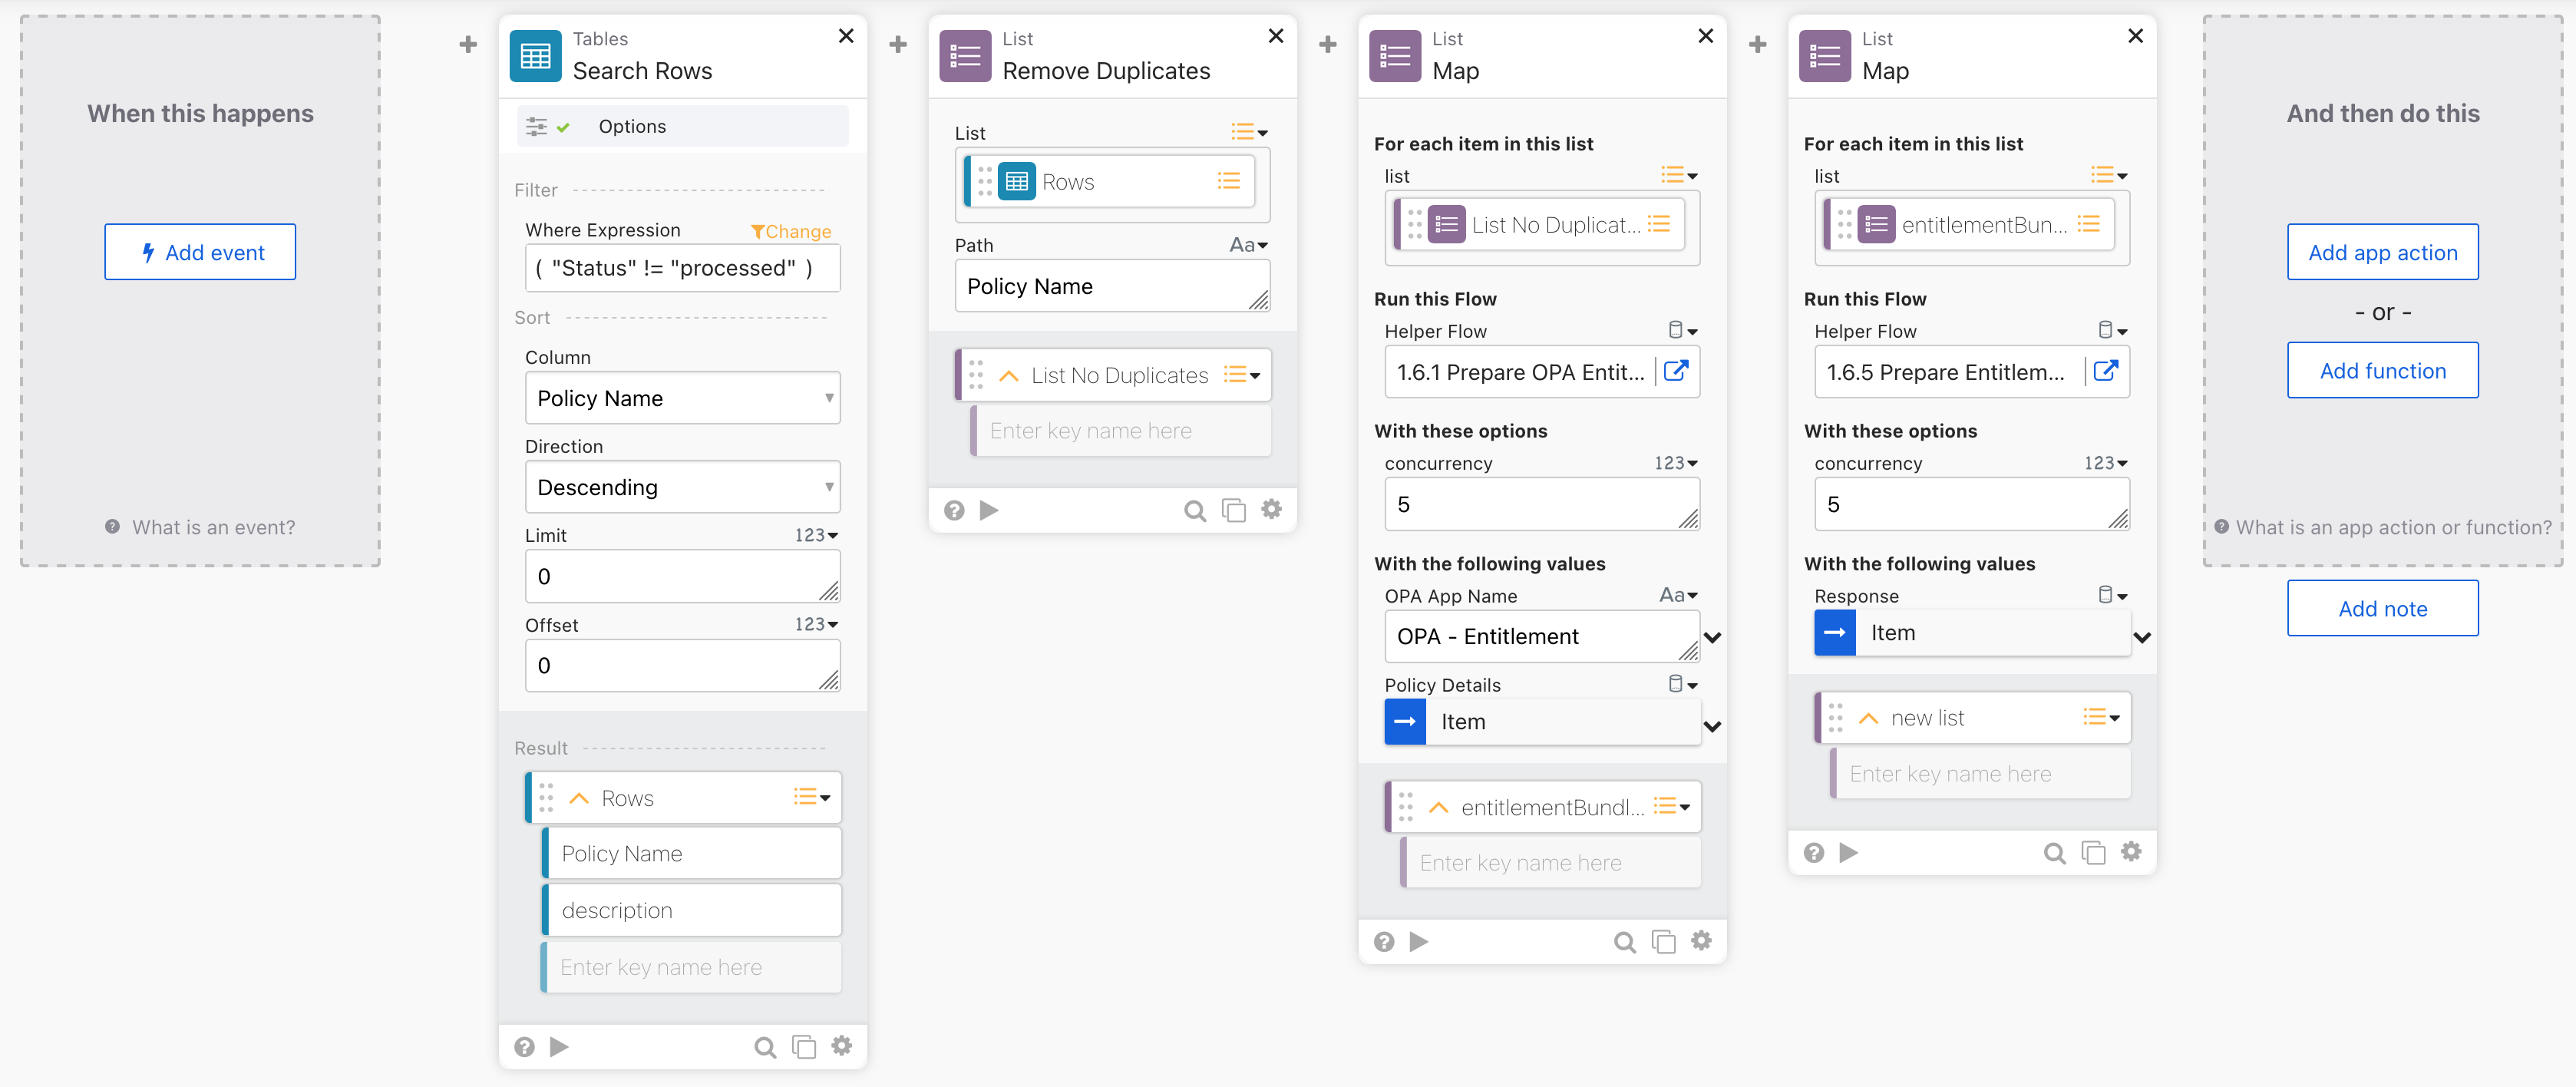 When this happens
Add event
What is an event?
Tables
Search Rows
Options
Filter
Where Expression
Change
( "Status" != "processed" )
Sort
Column
Policy Name
Direction
Descending
Limit
123
0
Offset
123
0
Result
Rows
Policy Name
description
Enter key name here
List
Remove Duplicates
List
Rows
Path
Aa
Policy Name
List No Duplicates
Enter key name here
List
Map
For each item in this list
list
List No Duplicat...
Run this Flow
Helper Flow
1.6.1 Prepare OPA Entit...
With these options
concurrency
123
5
With the following values
OPA App Name
Aa
OPA - Entitlement
Policy Details
Item
entitlementBundl...
Enter key name here
List
Map
For each item in this list
list
entitlementBun...
Run this Flow
Helper Flow
1.6.5 Prepare Entitlem...
With these options
concurrency
123
5
With the following values
Response
Item
new list
Enter key name here
And then do this
Add app action
- or -
Add function
What is an app action or function?
Add note